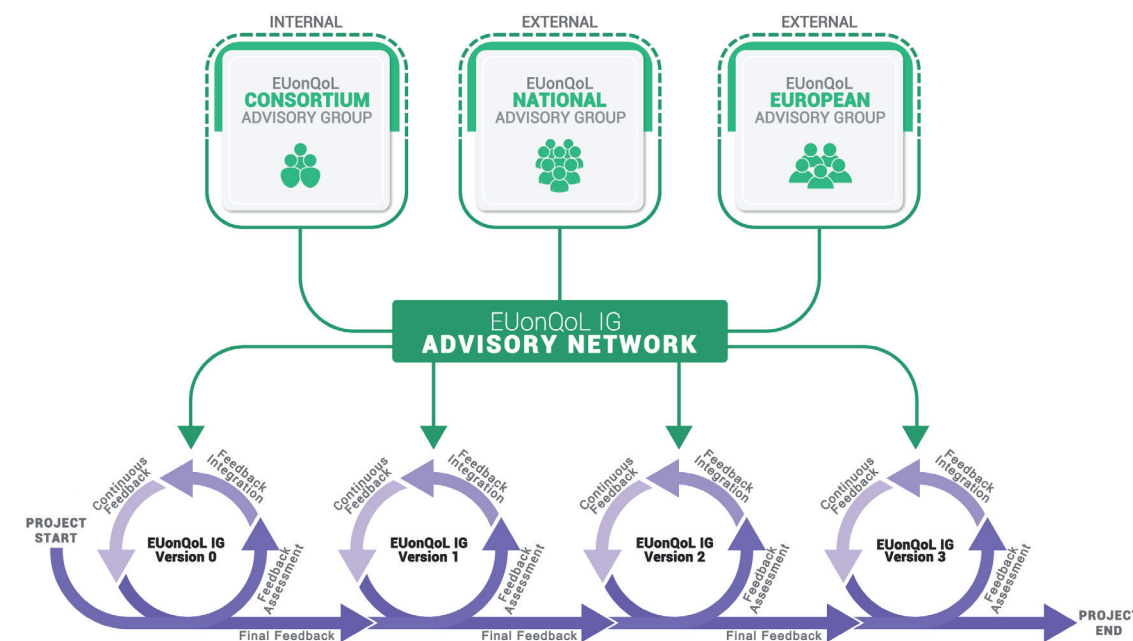 INTERNAL
EUonQoL
CONSORTIUM
ADVISORY GROUP
EXTERNAL
EUonQoL
NATIONAL
ADVISORY GROUP
EXTERNAL
EUonQoL
EUROPEAN
ADVISORY GROUP
EUonQoL IG
ADVISORY NETWORK
PROJECT
START
Continuous
Feedback
Feedback
Integration
EUonQoL IG
Version 0
Feedback
Assessment
Final Feedback
Continuous
Feedback
Feedback
Integration
EUonQoL IG
Version 1
Feedback
Assessment
Final Feedback
Continuous
Feedback
Feedback
Integration
EUonQoL IG
Version 2
Feedback
Assessment
Final Feedback
Continuous
Feedback
Feedback
Integration
EUonQoL IG
Version 3
Feedback
Assessment
PROJECT
END